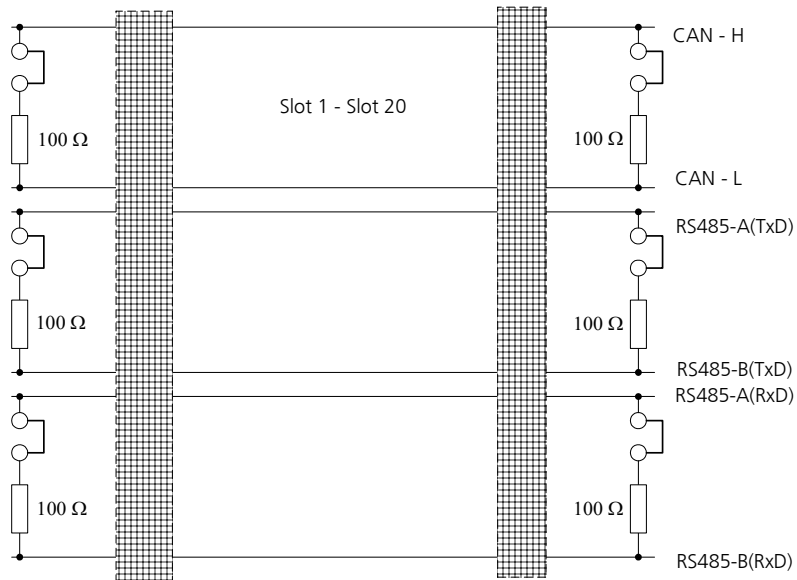 CAN - H
Slot 1 - Slot 20
100 Ω
100 Ω
CAN - L
RS485-A(TxD)
100 Ω
100 Ω
RS485-B(TxD)
RS485-A(RxD)
100 Ω
100 Ω
RS485-B(RxD)